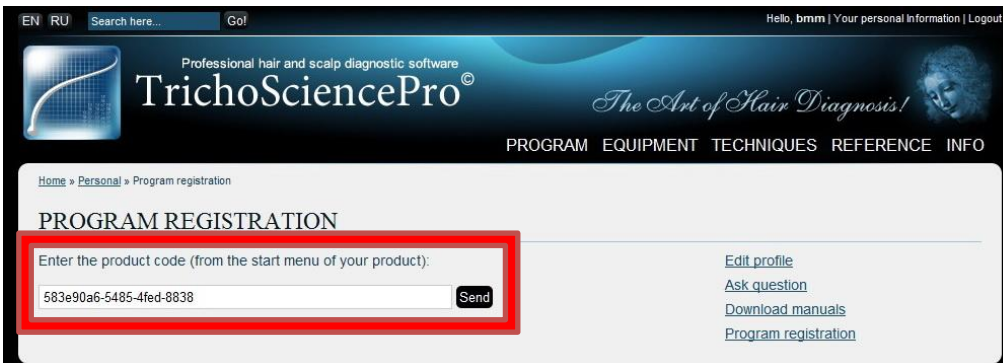 EN RU Search here... Go! Hello, bmm | Your personal Information | Logout
Professional hair and scalp diagnostic software
TrichoSciencePro©
The Art of Hair Diagnosis!
PROGRAM EQUIPMENT TECHNIQUES REFERENCE INFO
Home » Personal » Program registration
PROGRAM REGISTRATION
Enter the product code (from the start menu of your product):
583e90a6-5485-4fed-8838 Send
Edit profile
Ask question
Download manuals
Program registration